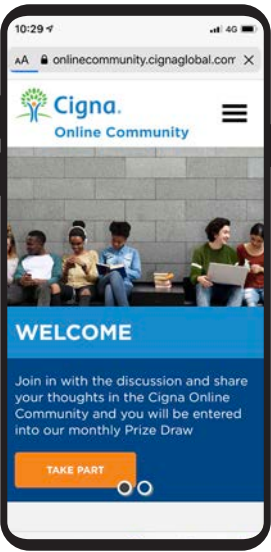 10:29
4G
AA onlinecommunity.cignaglobal.com X
Cigna.
Online Community
WELCOME
Join in with the discussion and share
your thoughts in the Cigna Online
Community and you will be entered
into our monthly Prize Draw
TAKE PART